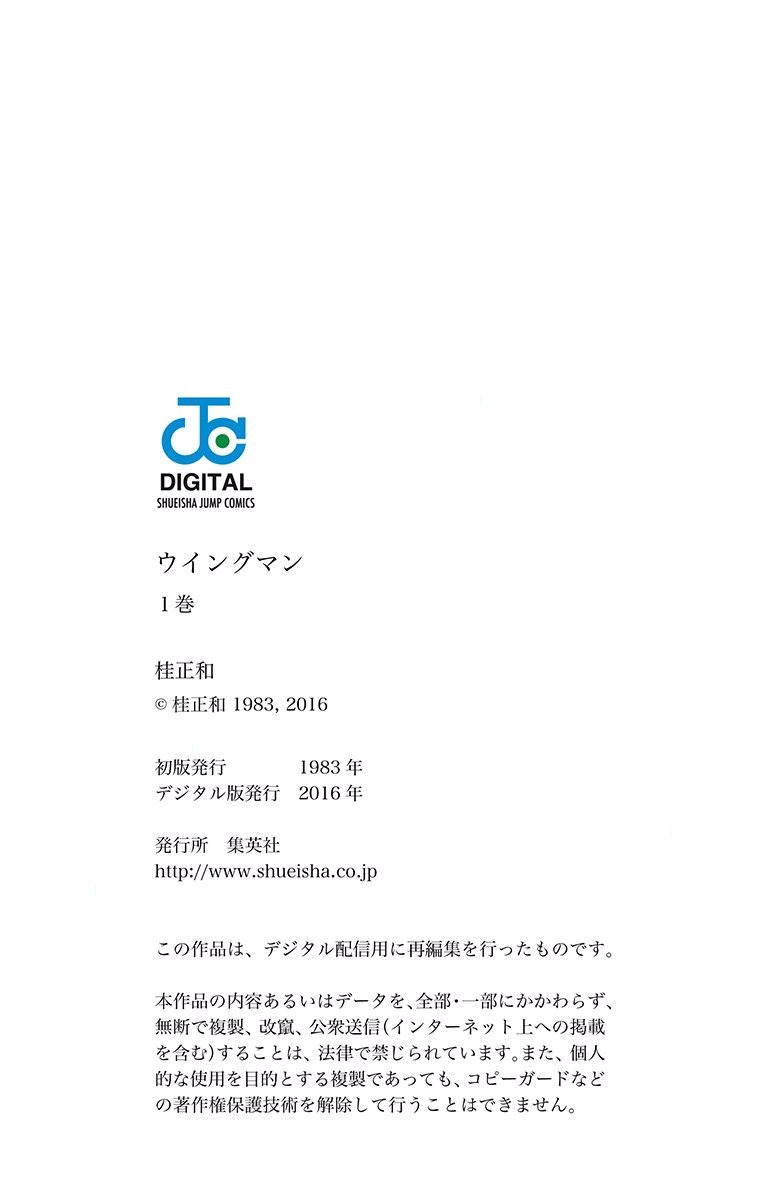 JC
DIGITAL
SHUEISHA JUMP COMICS
ウイングマン
1巻
桂正和
© 桂正和 1983, 2016
初版発行　1983 年
デジタル版発行　2016 年
発行所　集英社
http://www.shueisha.co.jp
この作品は、デジタル配信用に再編集を行ったものです。
本作品の内容あるいはデータを、全部・一部にかかわらず、
無断で複製、改竄、公衆送信(インターネット上への掲載
を含む)することは、法律で禁じられています。また、個人
的な使用を目的とする複製であっても、コピーガードなど
の著作権保護技術を解除して行うことはできません。